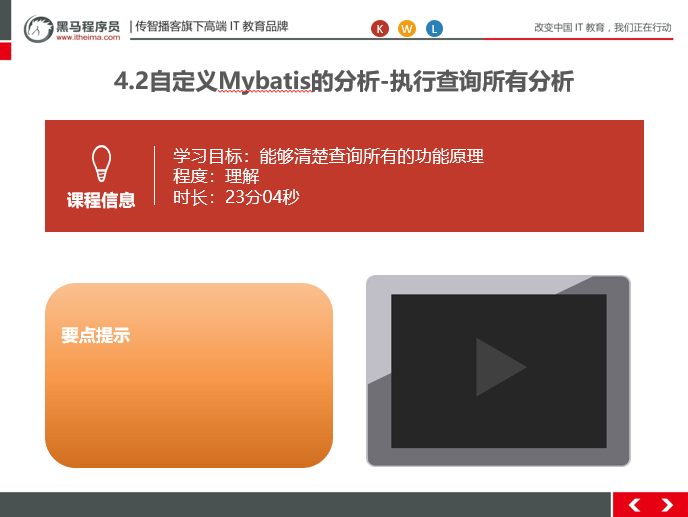 黑马程序员
www.itheima.com
传智播客旗下高端 IT 教育品牌
K W L
改变中国 IT 教育，我们正在行动
4.2自定义Mybatis的分析-执行查询所有分析
课程信息
学习目标：能够清楚查询所有的功能原理
程度：理解
时长：23分04秒
要点提示